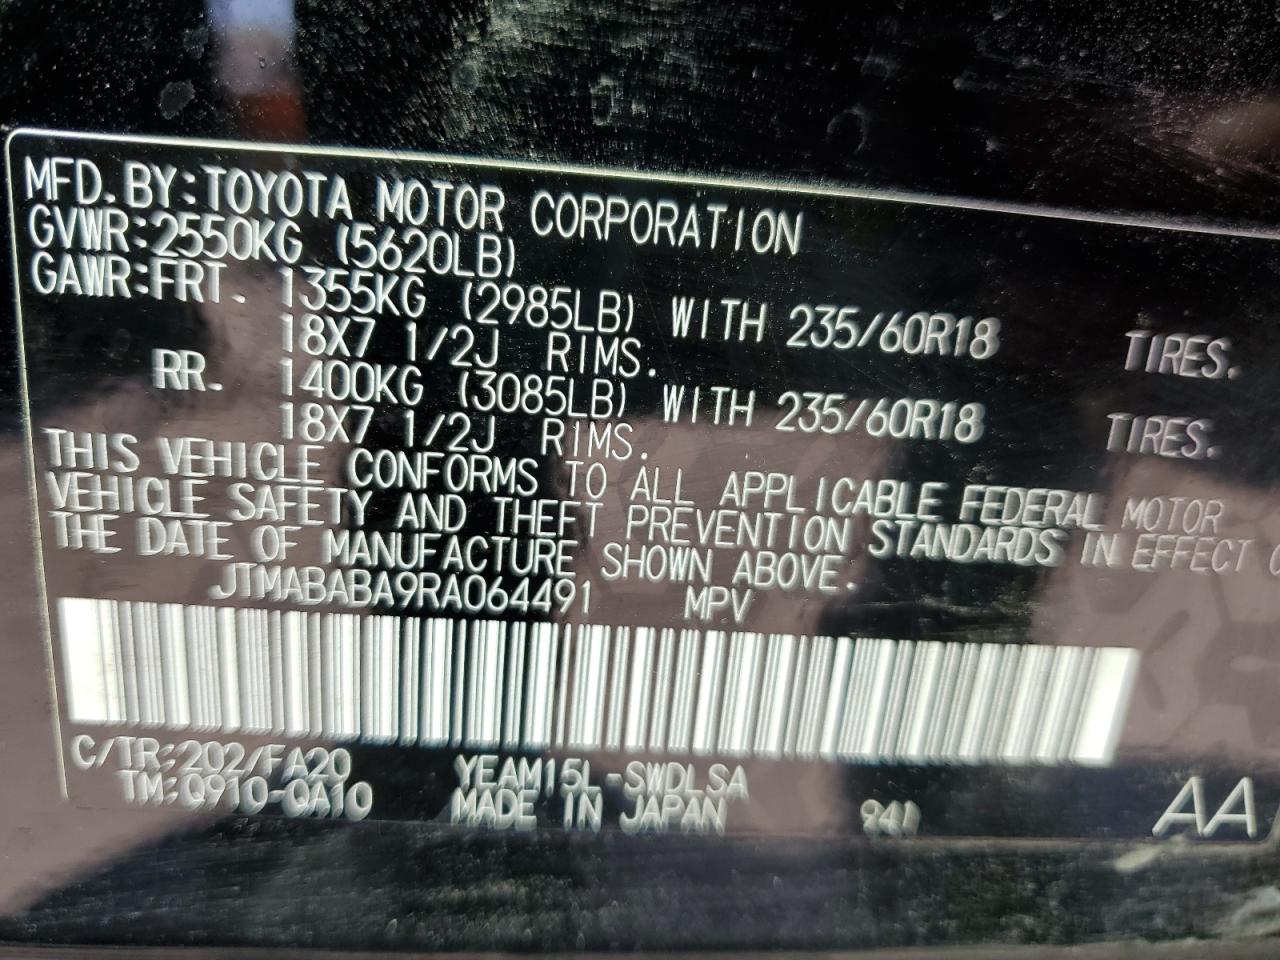 MFD. BY: TOYOTA MOTOR CORPORATION
GVWR: 2550KG (5620LB)
GAWR: FRT. 1355KG (2985LB) WITH 235/60R18 TIRES.
18X7 1/2J RIMS.
RR. 1400KG (3085LB) WITH 235/60R18 TIRES.
18X7 1/2J RIMS.
THIS VEHICLE CONFORMS TO ALL APPLICABLE FEDERAL MOTOR
VEHICLE SAFETY AND THEFT PREVENTION STANDARDS IN EFFECT
THE DATE OF MANUFACTURE SHOWN ABOVE.
JTMABABA9RA064491 MPV
C/TR: 202/FA20 YEAM15L-SWDLSA
TM: Q910-QA10 MADE IN JAPAN 941 AA